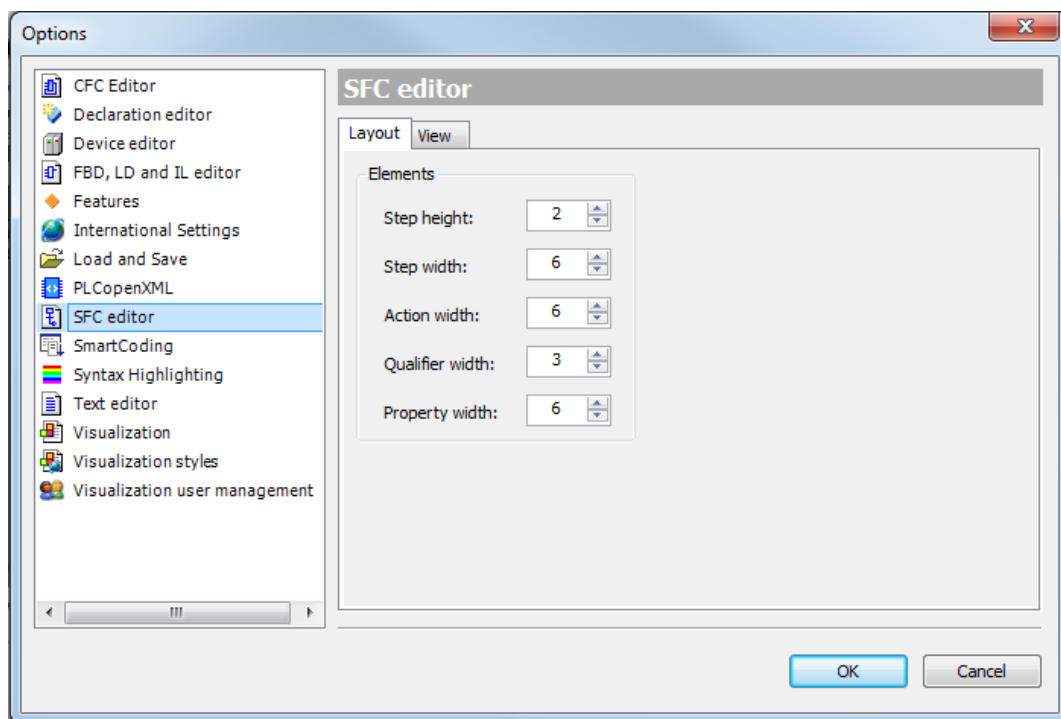 Options
CFC Editor
Declaration editor
Device editor
FBD, LD and IL editor
Features
International Settings
Load and Save
PLCopenXML
SFC editor
SmartCoding
Syntax Highlighting
Text editor
Visualization
Visualization styles
Visualization user management
SFC editor
Layout View
Elements
Step height: 2
Step width: 6
Action width: 6
Qualifier width: 3
Property width: 6
OK Cancel